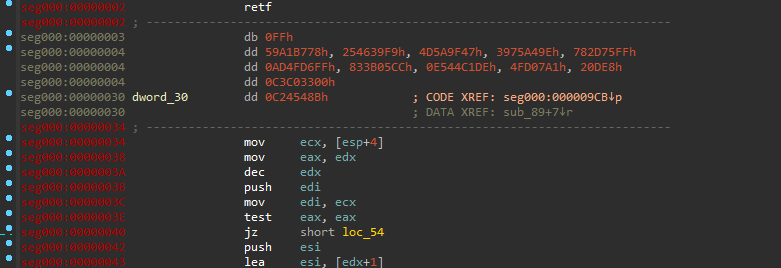 seg000:00000002 retf
seg000:00000002 ; ---------------------------------------------------------------------------
seg000:00000003 db 0FFh
seg000:00000004 dd 59A1B778h, 254639F9h, 4D5A9F47h, 3975A49Eh, 782D75FFh
seg000:00000004 dd 0AD4FD6FFh, 833B05CCh, 0E544C1DEh, 4FD07A1h, 20DE8h
seg000:00000004 dd 0C3C03300h
seg000:00000030 dword_30 dd 0C24548Bh ; CODE XREF: seg000:000009CB↓p
seg000:00000030 ; DATA XREF: sub_89+7↓r
seg000:00000034 ; ---------------------------------------------------------------------------
seg000:00000034 mov ecx, [esp+4]
seg000:00000038 mov eax, edx
seg000:0000003A dec edx
seg000:0000003B push edi
seg000:0000003C mov edi, ecx
seg000:0000003E test eax, eax
seg000:00000040 jz short loc_54
seg000:00000042 push esi
seg000:00000043 lea esi, [edx+1]